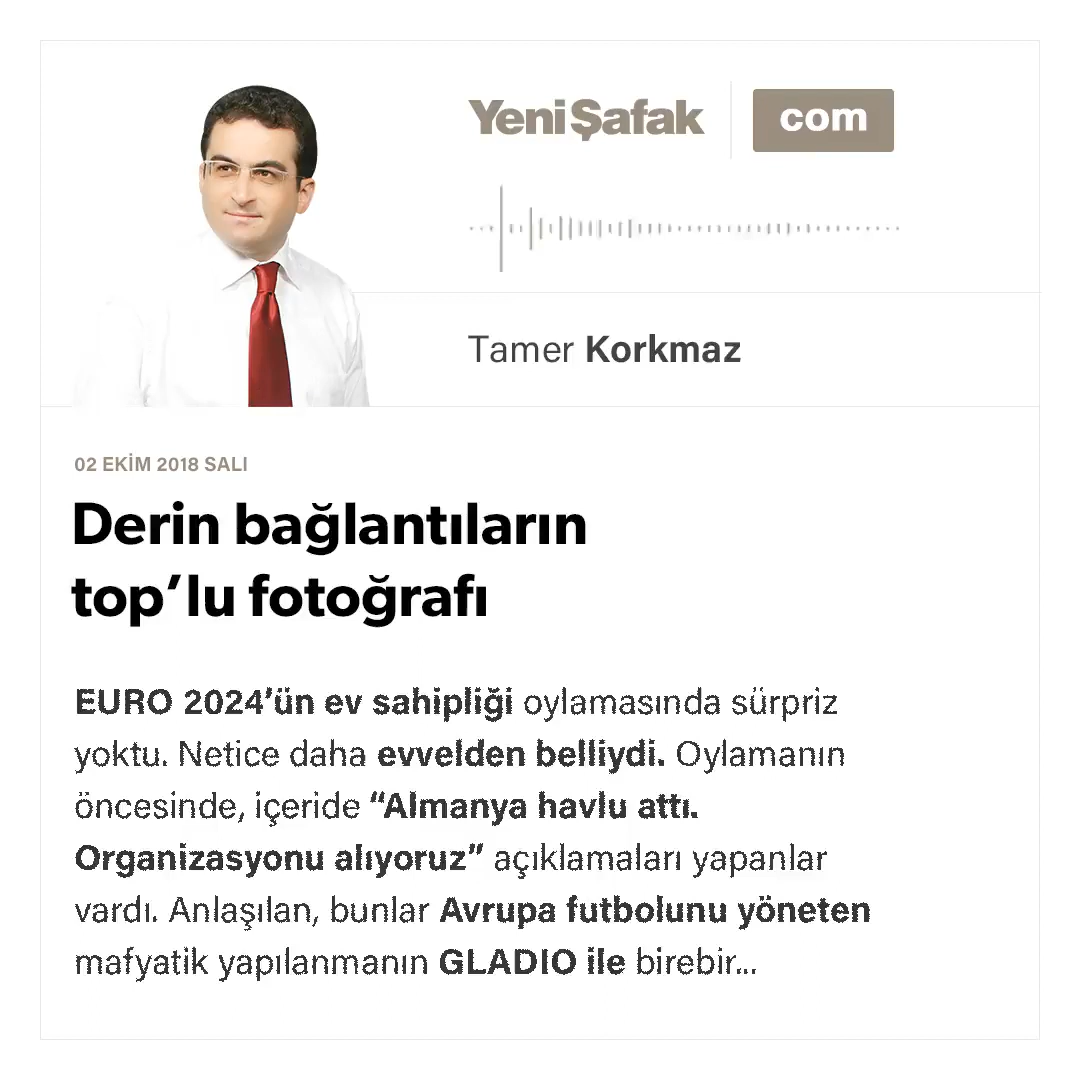 YeniŞafak com
Tamer Korkmaz
02 EKİM 2018 SALI
Derin bağlantıların
top’lu fotoğrafı
EURO 2024’ün ev sahipliği oylamasında sürpriz
yoktu. Netice daha evvelden belliydi. Oylamanın
öncesinde, içeride “Almanya havlu attı.
Organizasyonu alıyoruz” açıklamaları yapanlar
vardı. Anlaşılan, bunlar Avrupa futbolunu yöneten
mafyatik yapılanmanın GLADIO ile birebir...